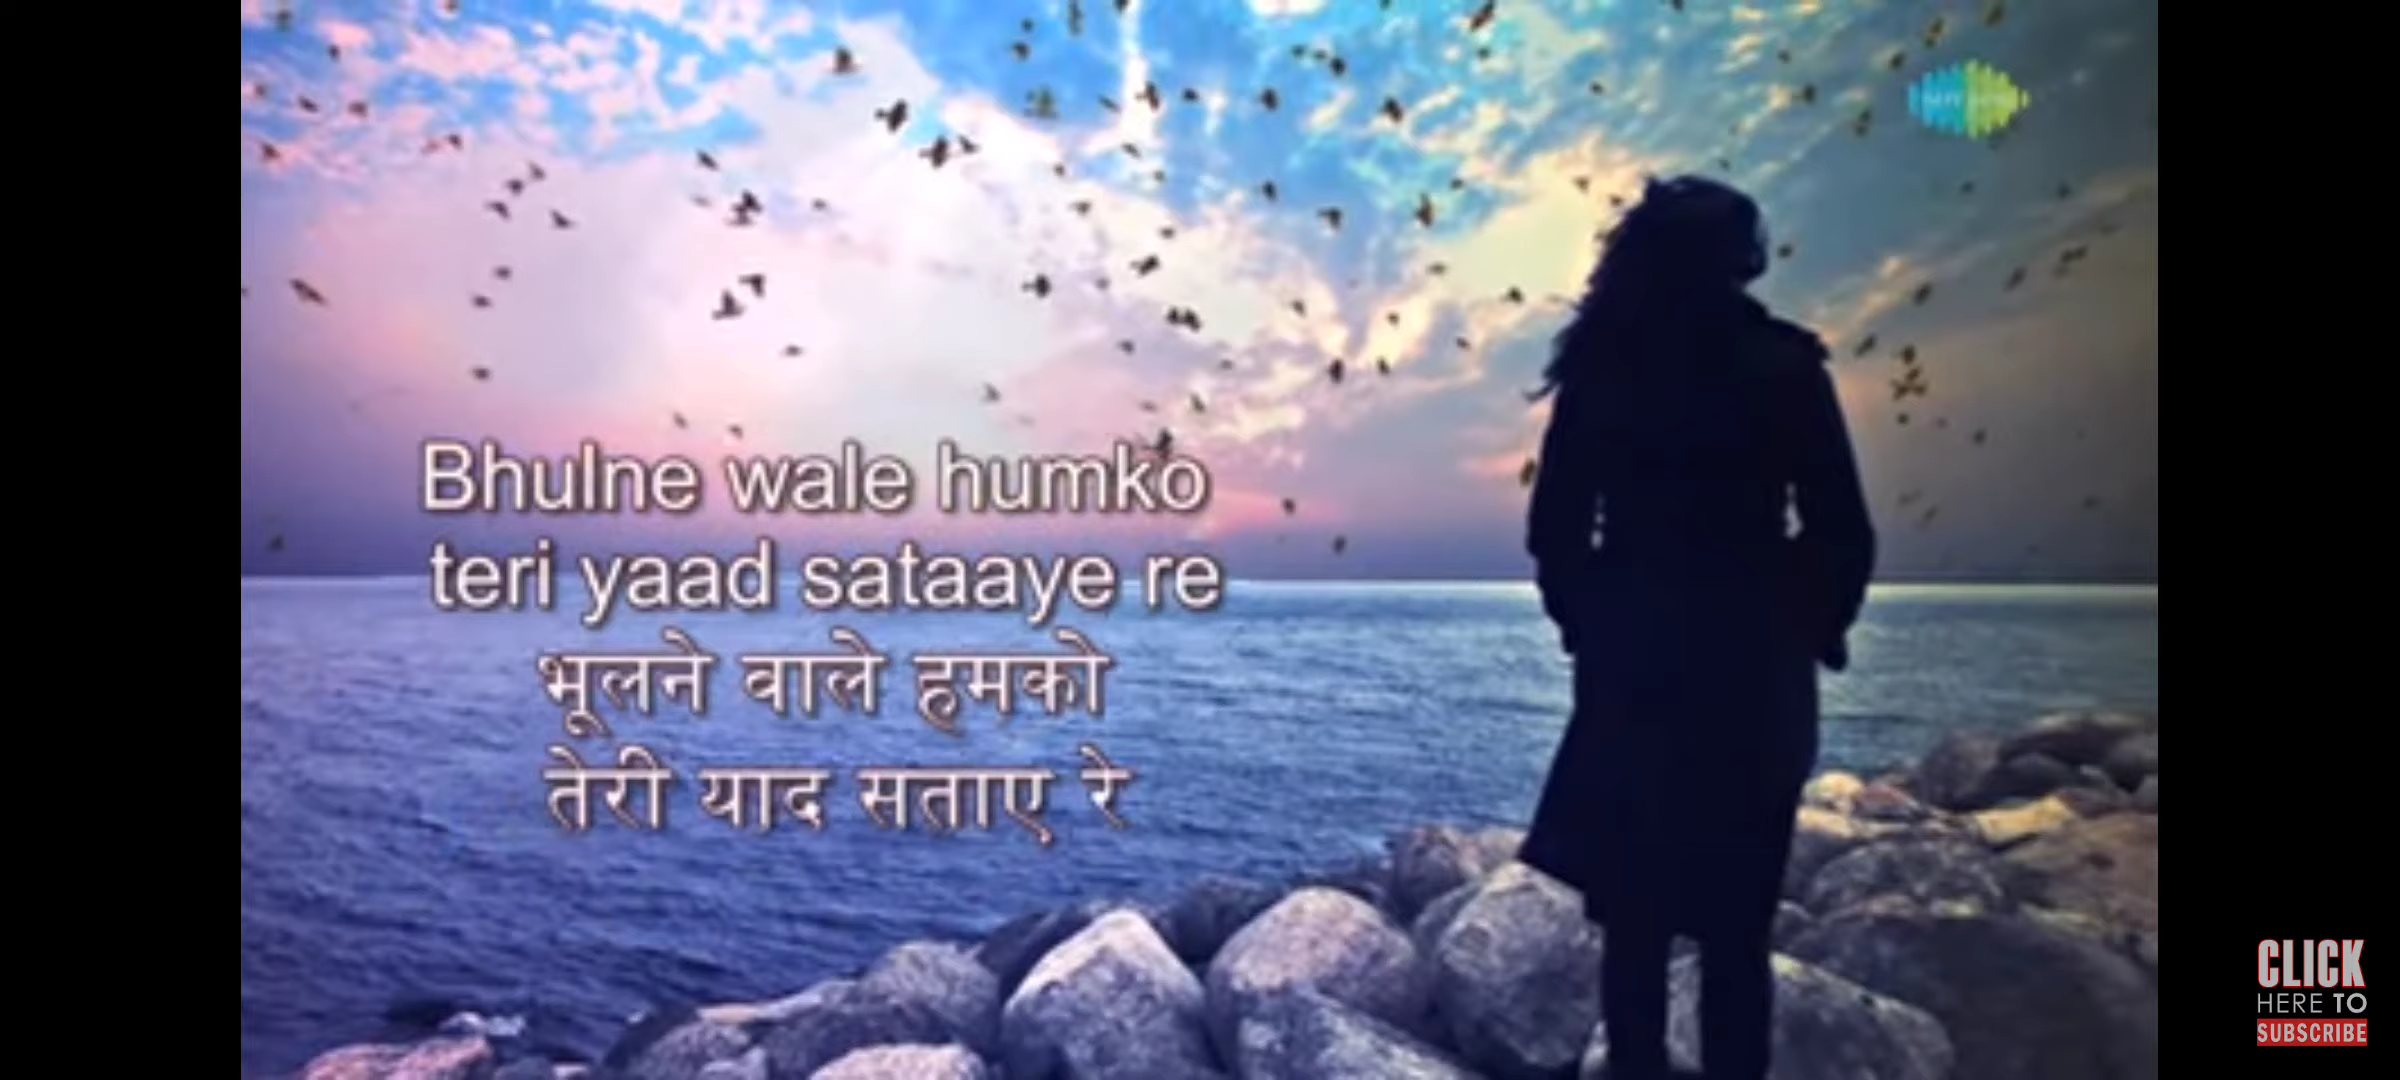 Bhulne wale humko
teri yaad sataaye re
भूलने वाले हमको
तेरी याद सताए रे
CLICK
HERE TO
SUBSCRIBE